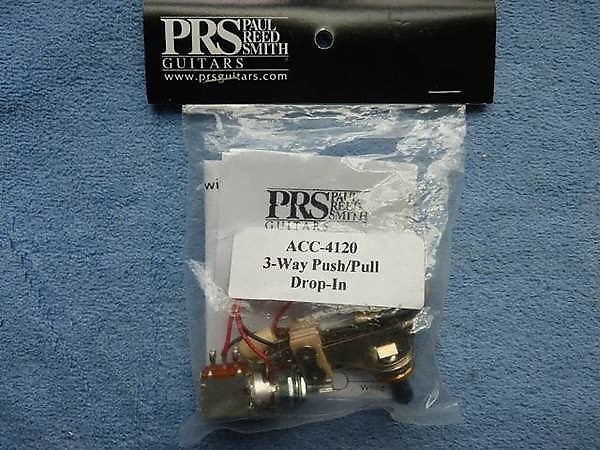 PRS PAUL
REED
SMITH
GUITARS
www.prsguitars.com
wi
PRS PAUL
REED
SMITH
GUITARS
ACC-4120
3-Way Push/Pull
Drop-In